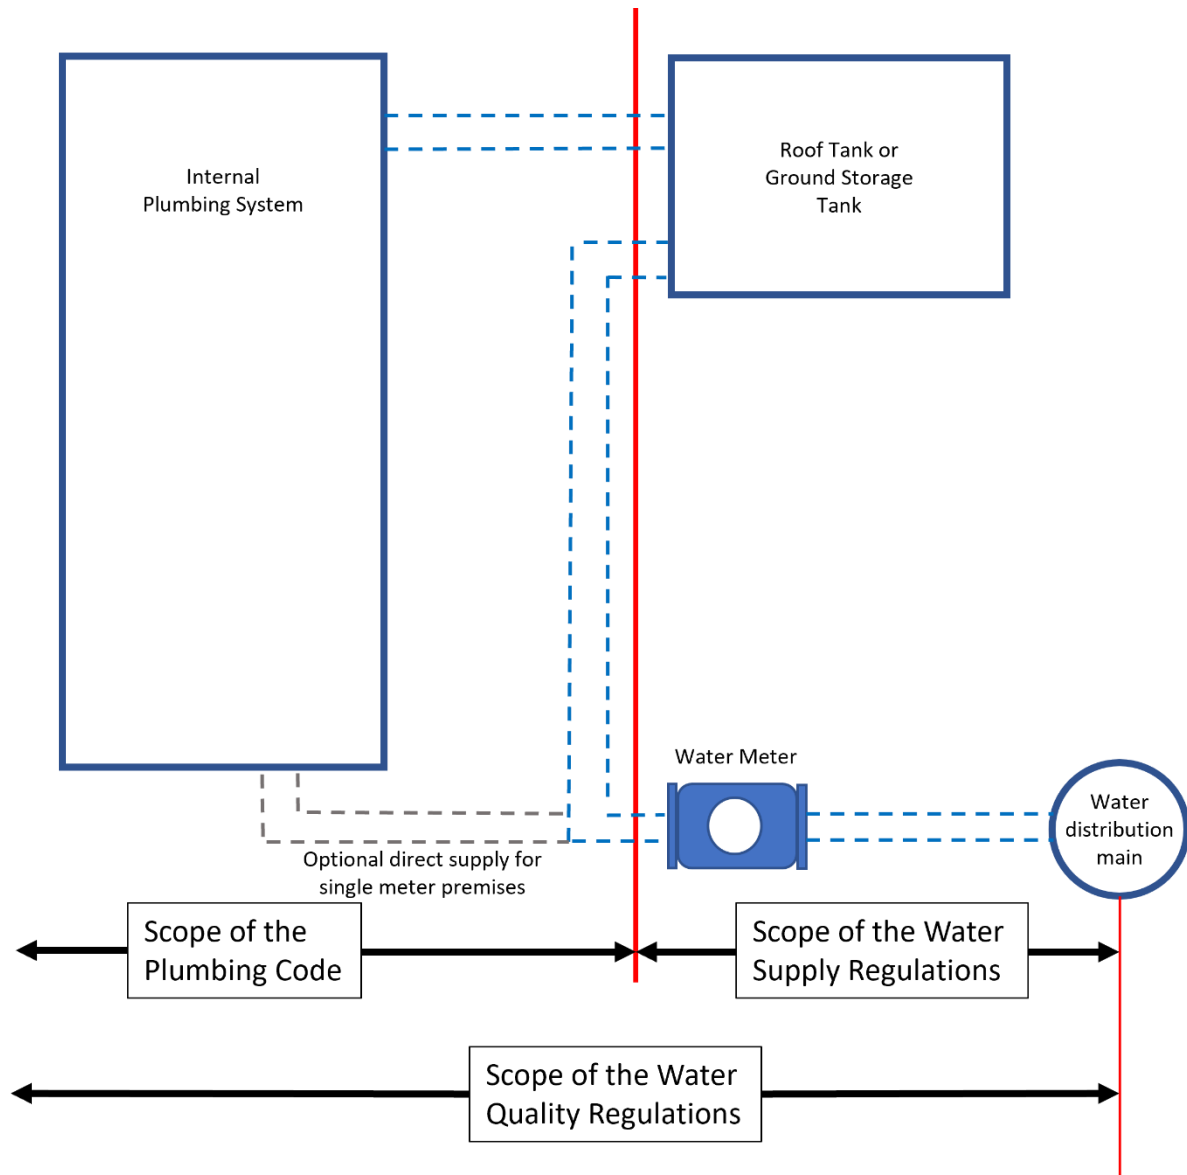 Internal
Plumbing System
Roof Tank or
Ground Storage
Tank
Water Meter
Water
distribution
main
Optional direct supply for
single meter premises
Scope of the
Plumbing Code
Scope of the Water
Supply Regulations
Scope of the Water
Quality Regulations